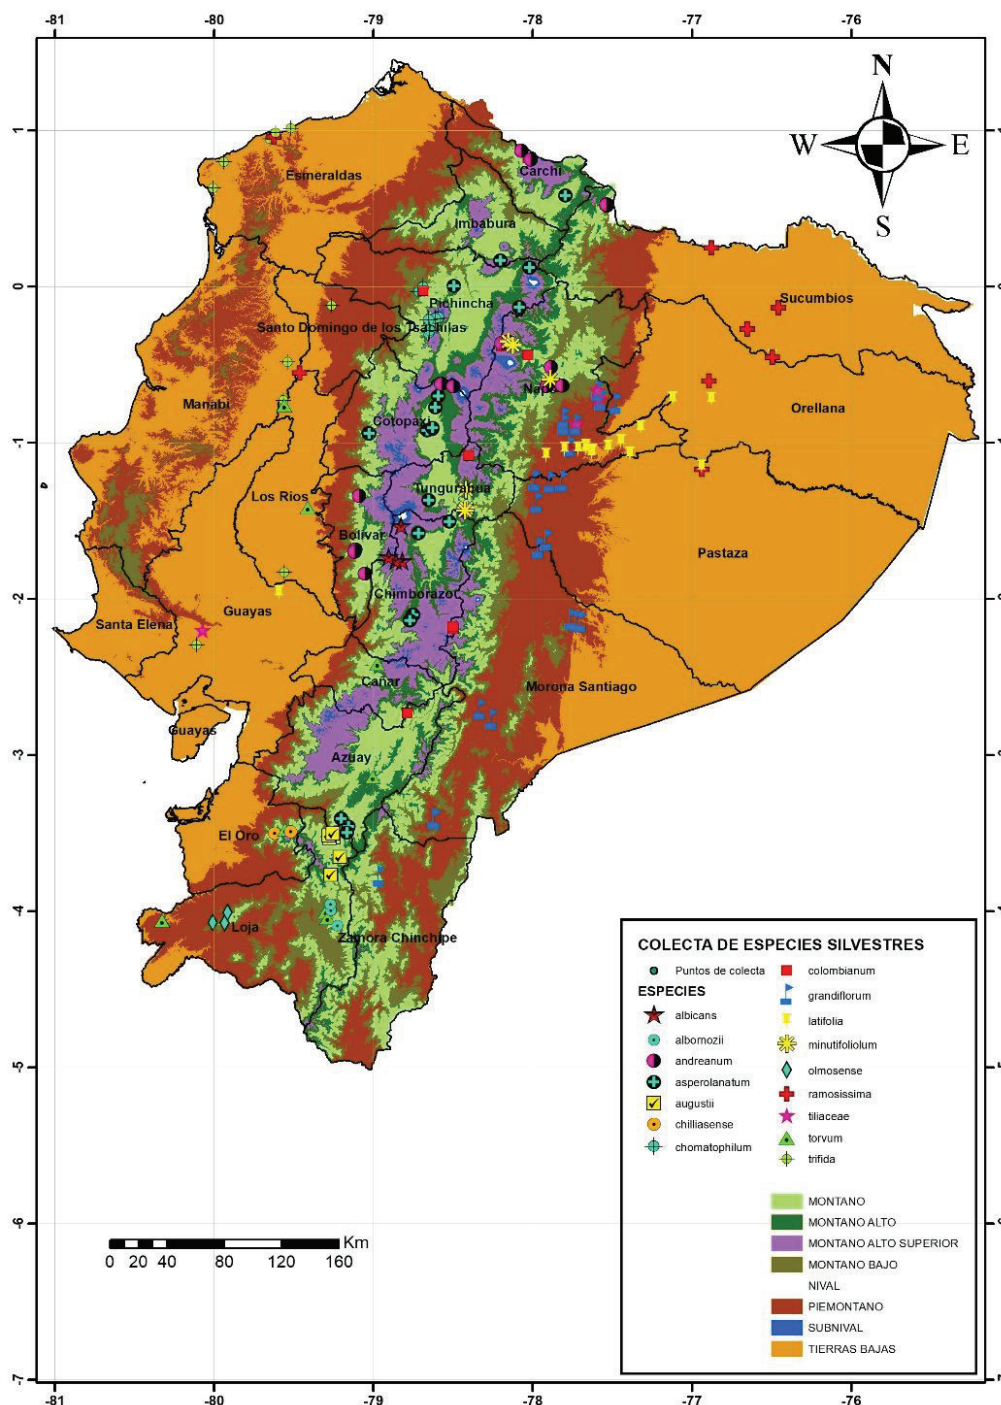 -81 -80 -79 -78 -77 -76
N
W E
S
1
Carchi
Esmeraldas
Imbabura
0
Sucumbios
Pichincha
Santo Domingo de los Tsachilas
Napo
Manabi
Orellana
Cotopaxi
-1
Tungurahua
Los Rios
Bolivar
Pastaza
Chimborazo
-2
Guayas
Santa Elena
Cañar
Morona Santiago
Guayas
Azuay
-3
El Oro
-4
Loja
Zamora Chinchipe
COLECTA DE ESPECIES SILVESTRES
Puntos de colecta
ESPECIES
albicans
albornozii
andreanum
asperolanatum
augustii
chilliasense
chomatophilum
colombianum
grandiflorum
latifolia
minutifoliolum
olmosense
ramosissima
tiliaceae
torvum
trifida
MONTANO
MONTANO ALTO
MONTANO ALTO SUPERIOR
MONTANO BAJO
NIVAL
PIEMONTANO
SUBNIVAL
TIERRAS BAJAS
-5
-6
Km
0 20 40 80 120 160
-7
-81 -80 -79 -78 -77 -76